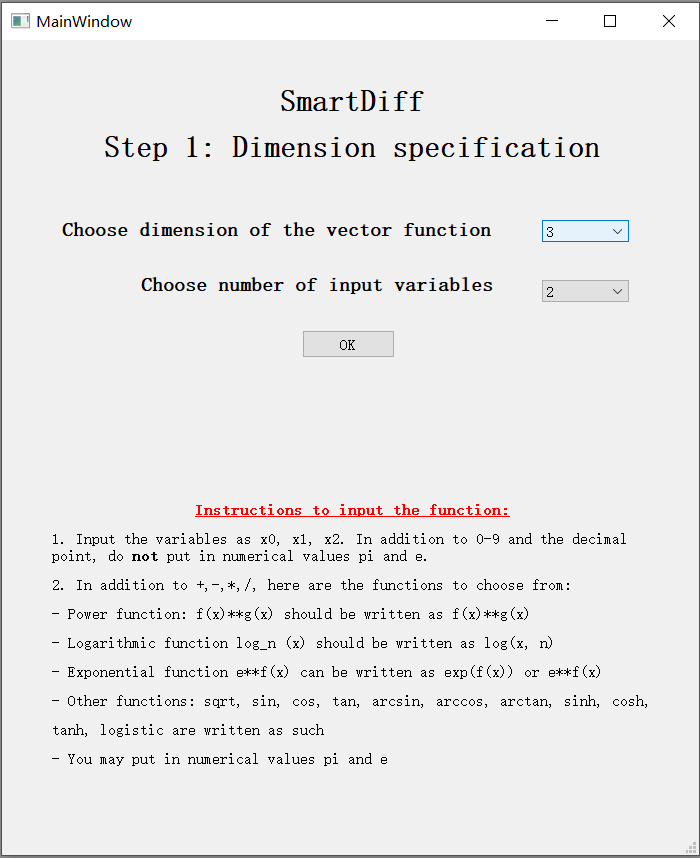 MainWindow
SmartDiff
Step 1: Dimension specification
Choose dimension of the vector function
3
Choose number of input variables
2
OK
Instructions to input the function:
1. Input the variables as x0, x1, x2. In addition to 0-9 and the decimal
point, do not put in numerical values pi and e.
2. In addition to +,-,*,/, here are the functions to choose from:
- Power function: f(x)**g(x) should be written as f(x)**g(x)
- Logarithmic function log_n (x) should be written as log(x, n)
- Exponential function e**f(x) can be written as exp(f(x)) or e**f(x)
- Other functions: sqrt, sin, cos, tan, arcsin, arccos, arctan, sinh, cosh,
tanh, logistic are written as such
- You may put in numerical values pi and e